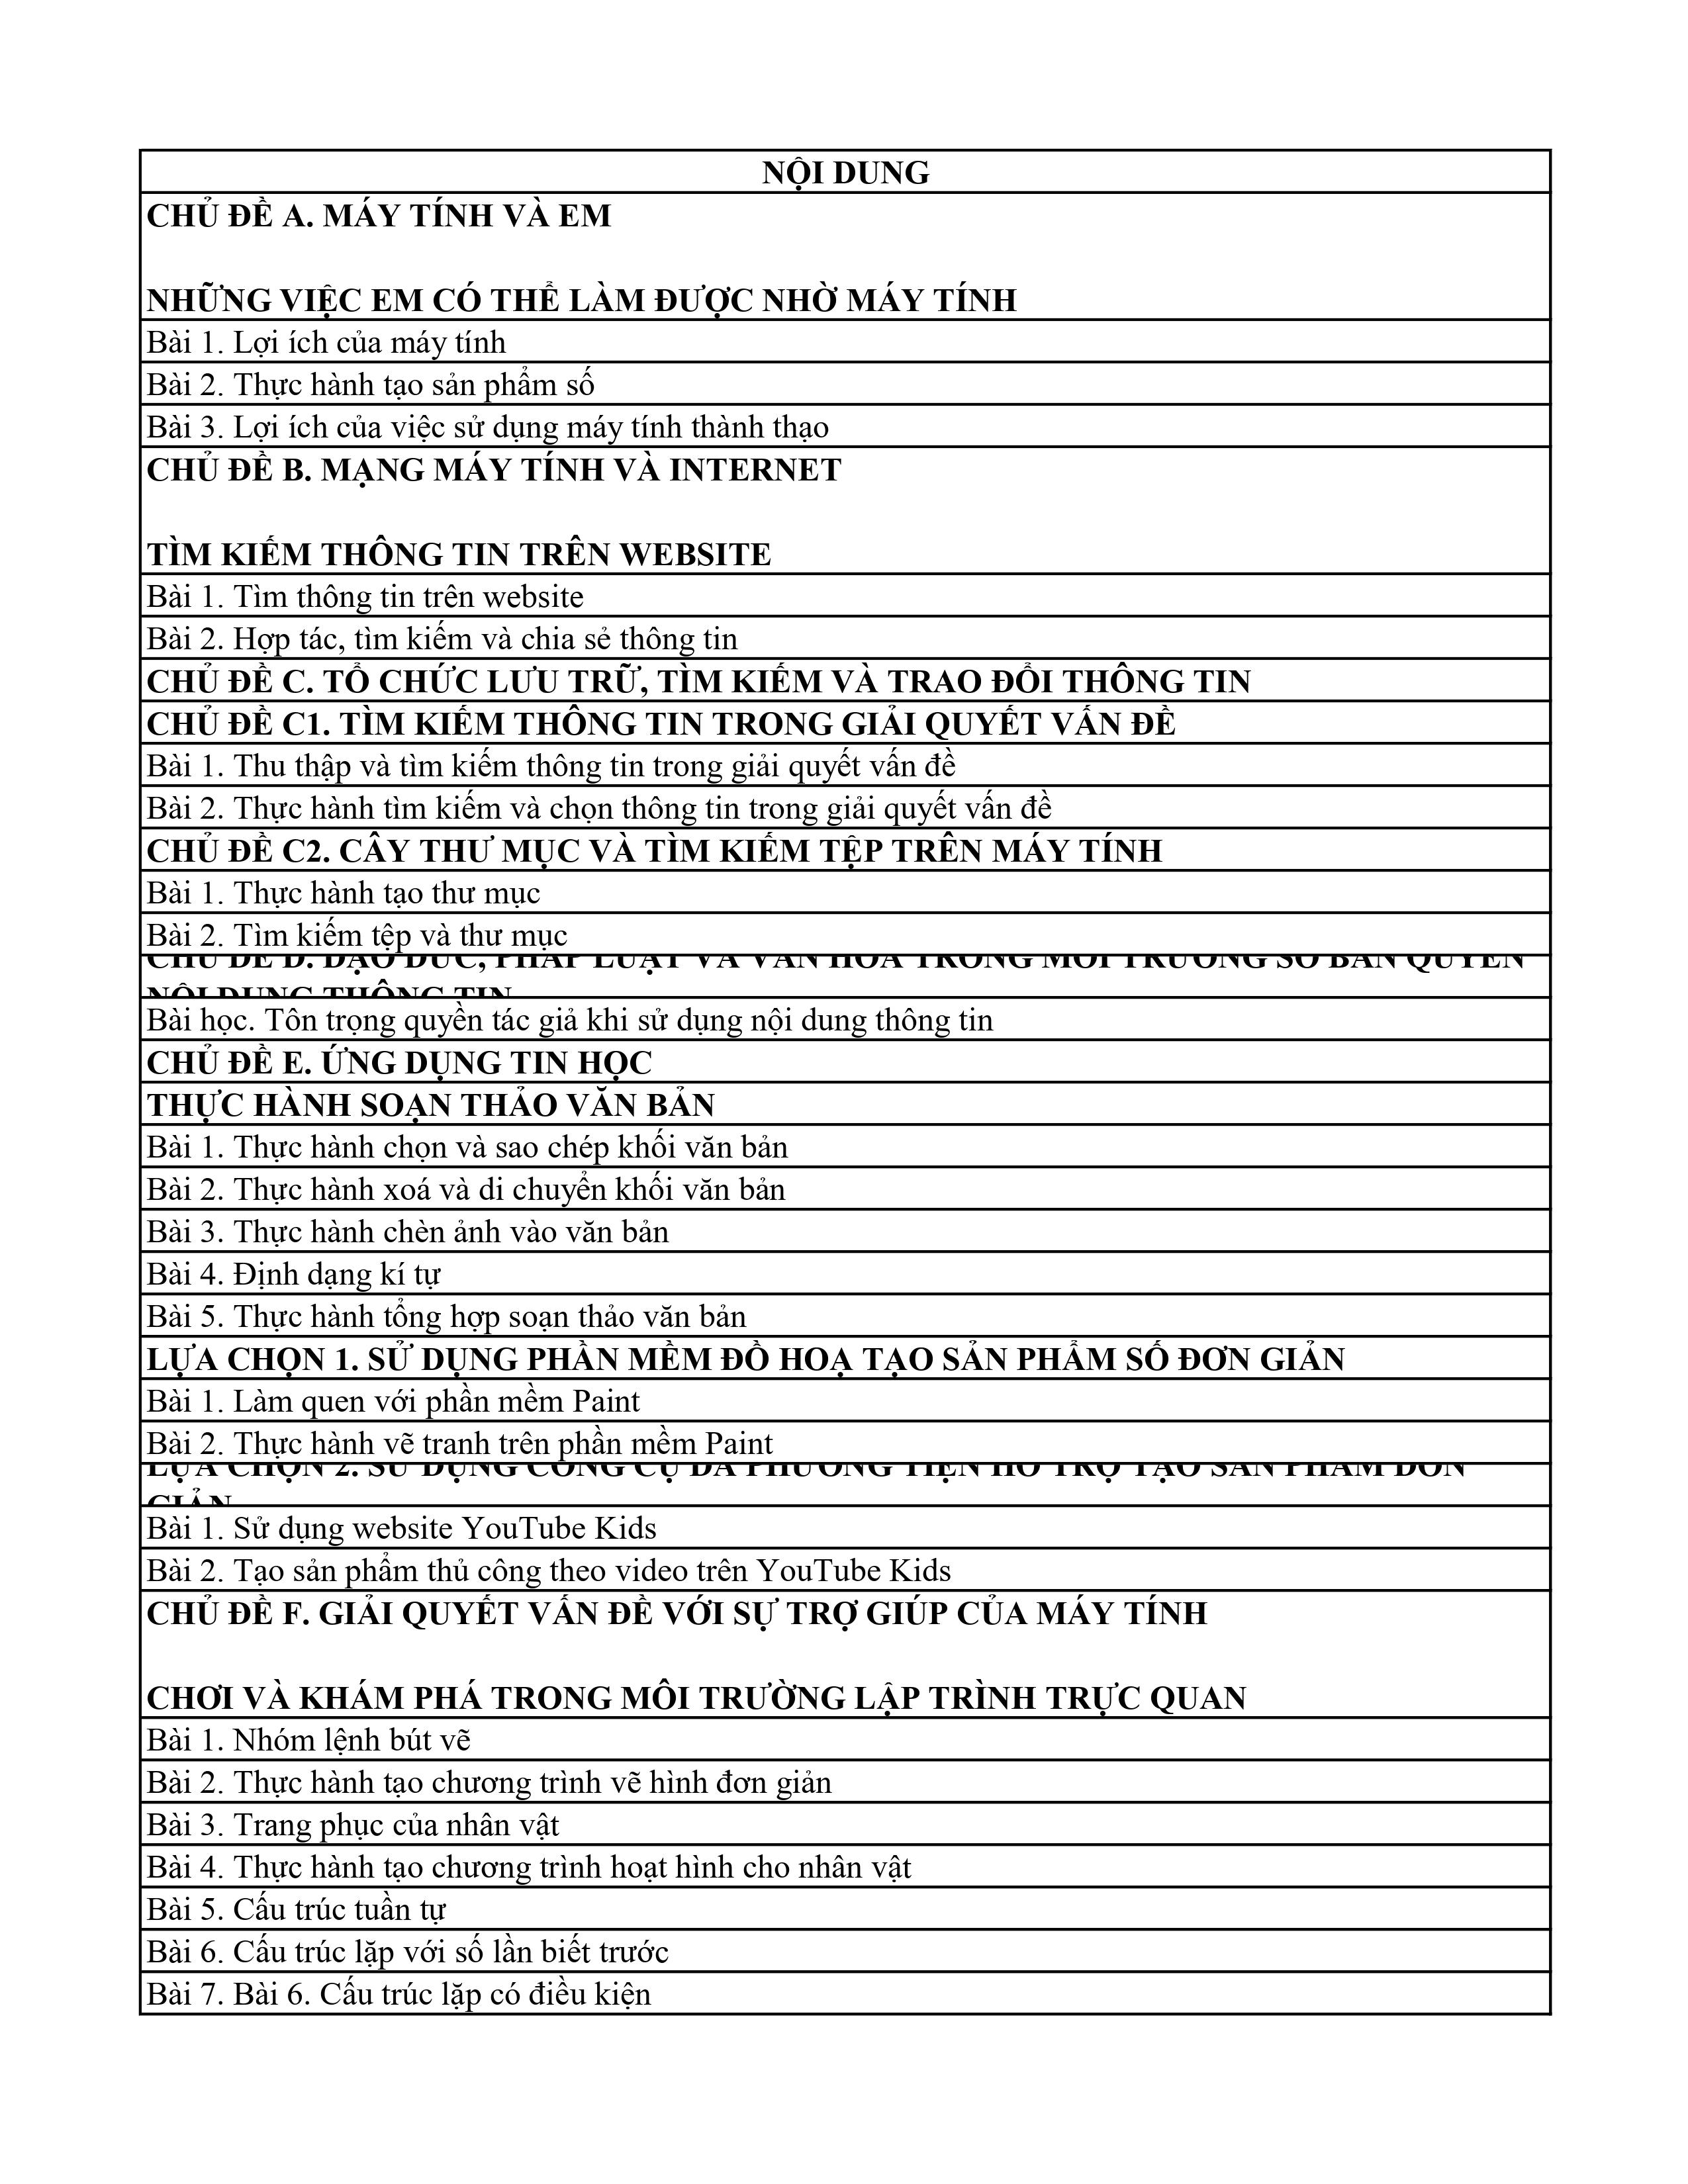 NỘI DUNG
CHỦ ĐỀ A. MÁY TÍNH VÀ EM
NHỮNG VIỆC EM CÓ THỂ LÀM ĐƯỢC NHỜ MÁY TÍNH
Bài 1. Lợi ích của máy tính
Bài 2. Thực hành tạo sản phẩm số
Bài 3. Lợi ích của việc sử dụng máy tính thành thạo
CHỦ ĐỀ B. MẠNG MÁY TÍNH VÀ INTERNET
TÌM KIẾM THÔNG TIN TRÊN WEBSITE
Bài 1. Tìm thông tin trên website
Bài 2. Hợp tác, tìm kiếm và chia sẻ thông tin
CHỦ ĐỀ C. TỔ CHỨC LƯU TRỮ, TÌM KIẾM VÀ TRAO ĐỔI THÔNG TIN
CHỦ ĐỀ C1. TÌM KIẾM THÔNG TIN TRONG GIẢI QUYẾT VẤN ĐỀ
Bài 1. Thu thập và tìm kiếm thông tin trong giải quyết vấn đề
Bài 2. Thực hành tìm kiếm và chọn thông tin trong giải quyết vấn đề
CHỦ ĐỀ C2. CÂY THƯ MỤC VÀ TÌM KIẾM TỆP TRÊN MÁY TÍNH
Bài 1. Thực hành tạo thư mục
Bài 2. Tìm kiếm tệp và thư mục
CHỦ ĐỀ D. ĐẠO ĐỨC, PHÁP LUẬT VÀ VĂN HOÁ TRONG MÔI TRƯỜNG SỐ BẢN QUYỀN
NỘI DUNG THÔNG TIN
Bài học. Tôn trọng quyền tác giả khi sử dụng nội dung thông tin
CHỦ ĐỀ E. ỨNG DỤNG TIN HỌC
THỰC HÀNH SOẠN THẢO VĂN BẢN
Bài 1. Thực hành chọn và sao chép khối văn bản
Bài 2. Thực hành xoá và di chuyển khối văn bản
Bài 3. Thực hành chèn ảnh vào văn bản
Bài 4. Định dạng kí tự
Bài 5. Thực hành tổng hợp soạn thảo văn bản
LỰA CHỌN 1. SỬ DỤNG PHẦN MỀM ĐỒ HOẠ TẠO SẢN PHẨM SỐ ĐƠN GIẢN
Bài 1. Làm quen với phần mềm Paint
Bài 2. Thực hành vẽ tranh trên phần mềm Paint
LỰA CHỌN 2. SỬ DỤNG CÔNG CỤ ĐA PHƯƠNG TIỆN HỖ TRỢ TẠO SẢN PHẨM ĐƠN
GIẢN
Bài 1. Sử dụng website YouTube Kids
Bài 2. Tạo sản phẩm thủ công theo video trên YouTube Kids
CHỦ ĐỀ F. GIẢI QUYẾT VẤN ĐỀ VỚI SỰ TRỢ GIÚP CỦA MÁY TÍNH
CHƠI VÀ KHÁM PHÁ TRONG MÔI TRƯỜNG LẬP TRÌNH TRỰC QUAN
Bài 1. Nhóm lệnh bút vẽ
Bài 2. Thực hành tạo chương trình vẽ hình đơn giản
Bài 3. Trang phục của nhân vật
Bài 4. Thực hành tạo chương trình hoạt hình cho nhân vật
Bài 5. Cấu trúc tuần tự
Bài 6. Cấu trúc lặp với số lần biết trước
Bài 7. Bài 6. Cấu trúc lặp có điều kiện